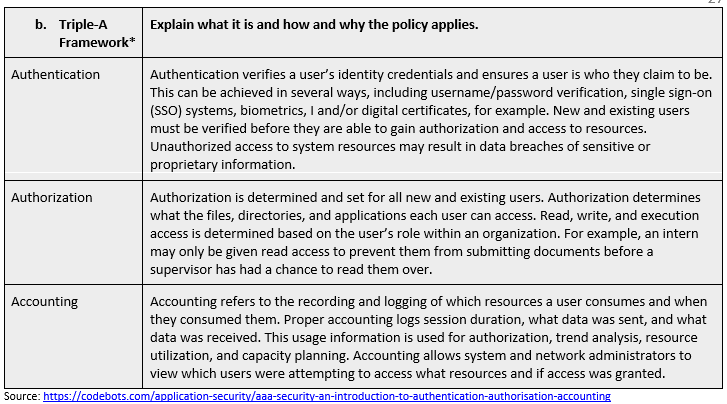 27
b. Triple-A Explain what it is and how and why the policy applies.
Framework*
Authentication
Authentication verifies a user's identity credentials and ensures a user is who they claim to be.
This can be achieved in several ways, including username/password verification, single sign-on
(SSO) systems, biometrics, I and/or digital certificates, for example. New and existing users
must be verified before they are able to gain authorization and access to resources.
Unauthorized access to system resources may result in data breaches of sensitive or
proprietary information.
Authorization
Authorization is determined and set for all new and existing users. Authorization determines
what the files, directories, and applications each user can access. Read, write, and execution
access is determined based on the user's role within an organization. For example, an intern
may only be given read access to prevent them from submitting documents before a
supervisor has had a chance to read them over.
Accounting
Accounting refers to the recording and logging of which resources a user consumes and when
they consumed them. Proper accounting logs session duration, what data was sent, and what
data was received. This usage information is used for authorization, trend analysis, resource
utilization, and capacity planning. Accounting allows system and network administrators to
view which users were attempting to access what resources and if access was granted.
Source: https://codebots.com/application-security/aaa-security-an-introduction-to-authentication-authorisation-accounting